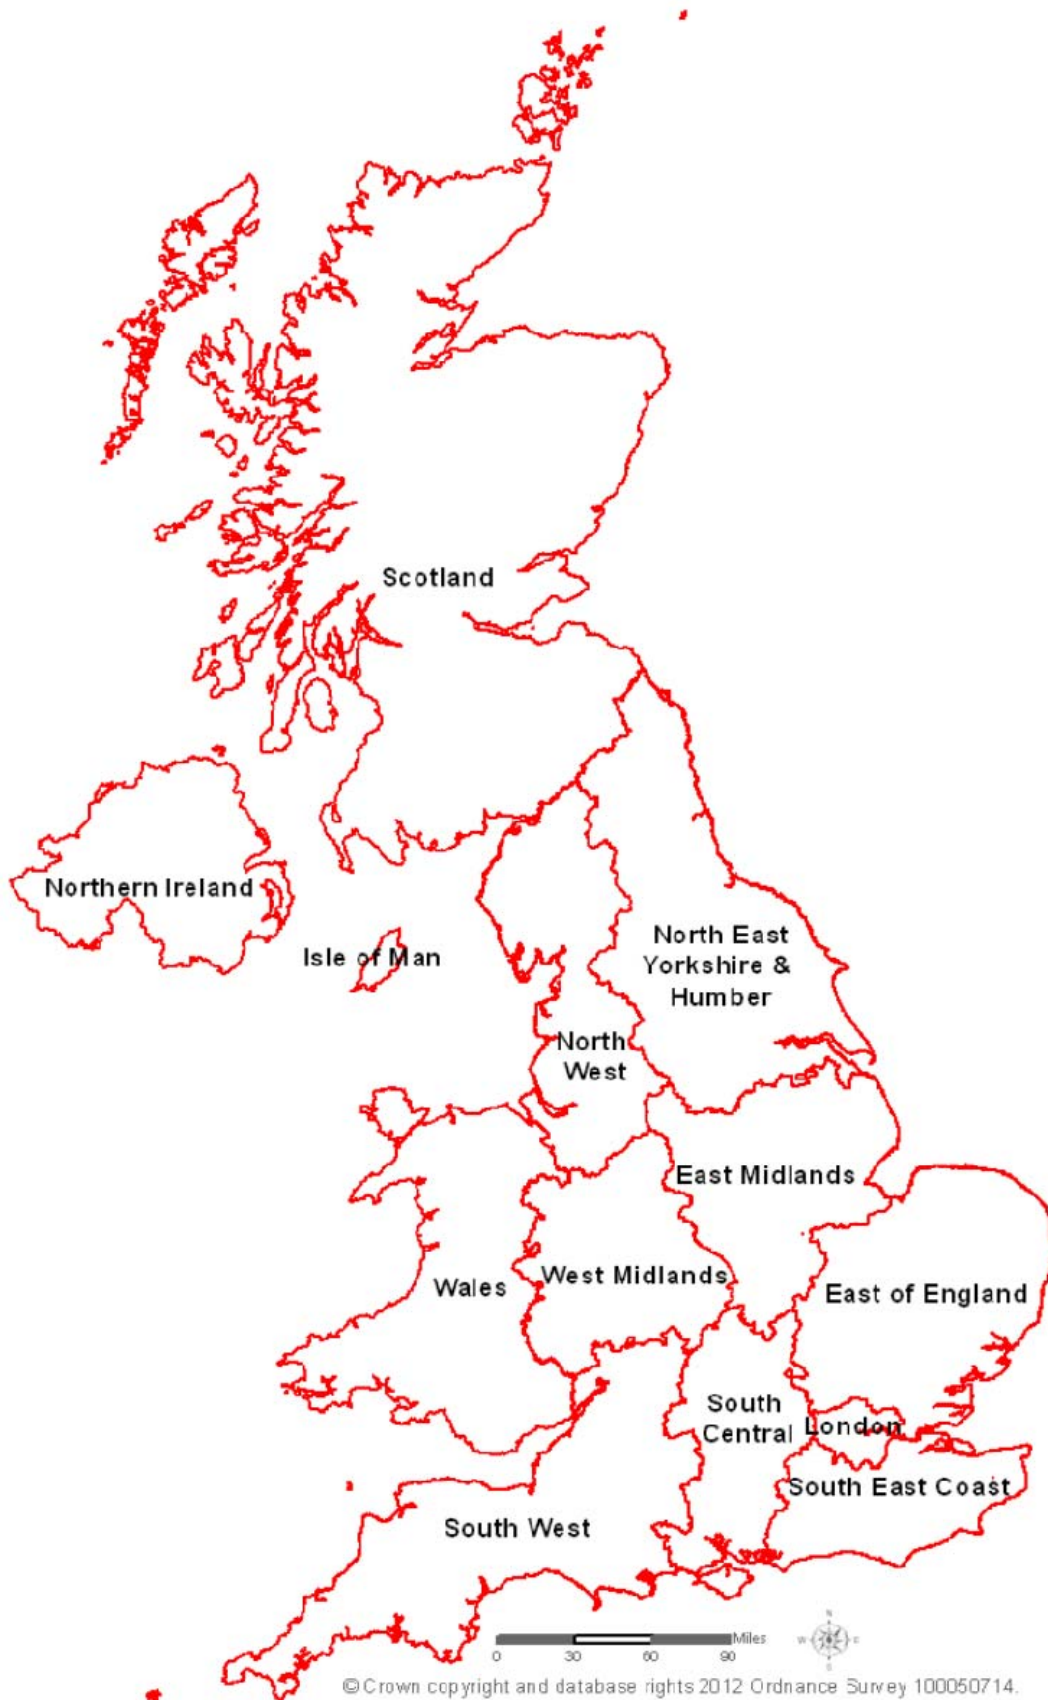 Scotland
Northern Ireland
Isle of Man
North East
Yorkshire &
Humber
North
West
East Midlands
Wales
West Midlands
East of England
South
Central
London
South East Coast
South West
Miles
0 30 60 90
N
W E
S
© Crown copyright and database rights 2012 Ordnance Survey 100050714.